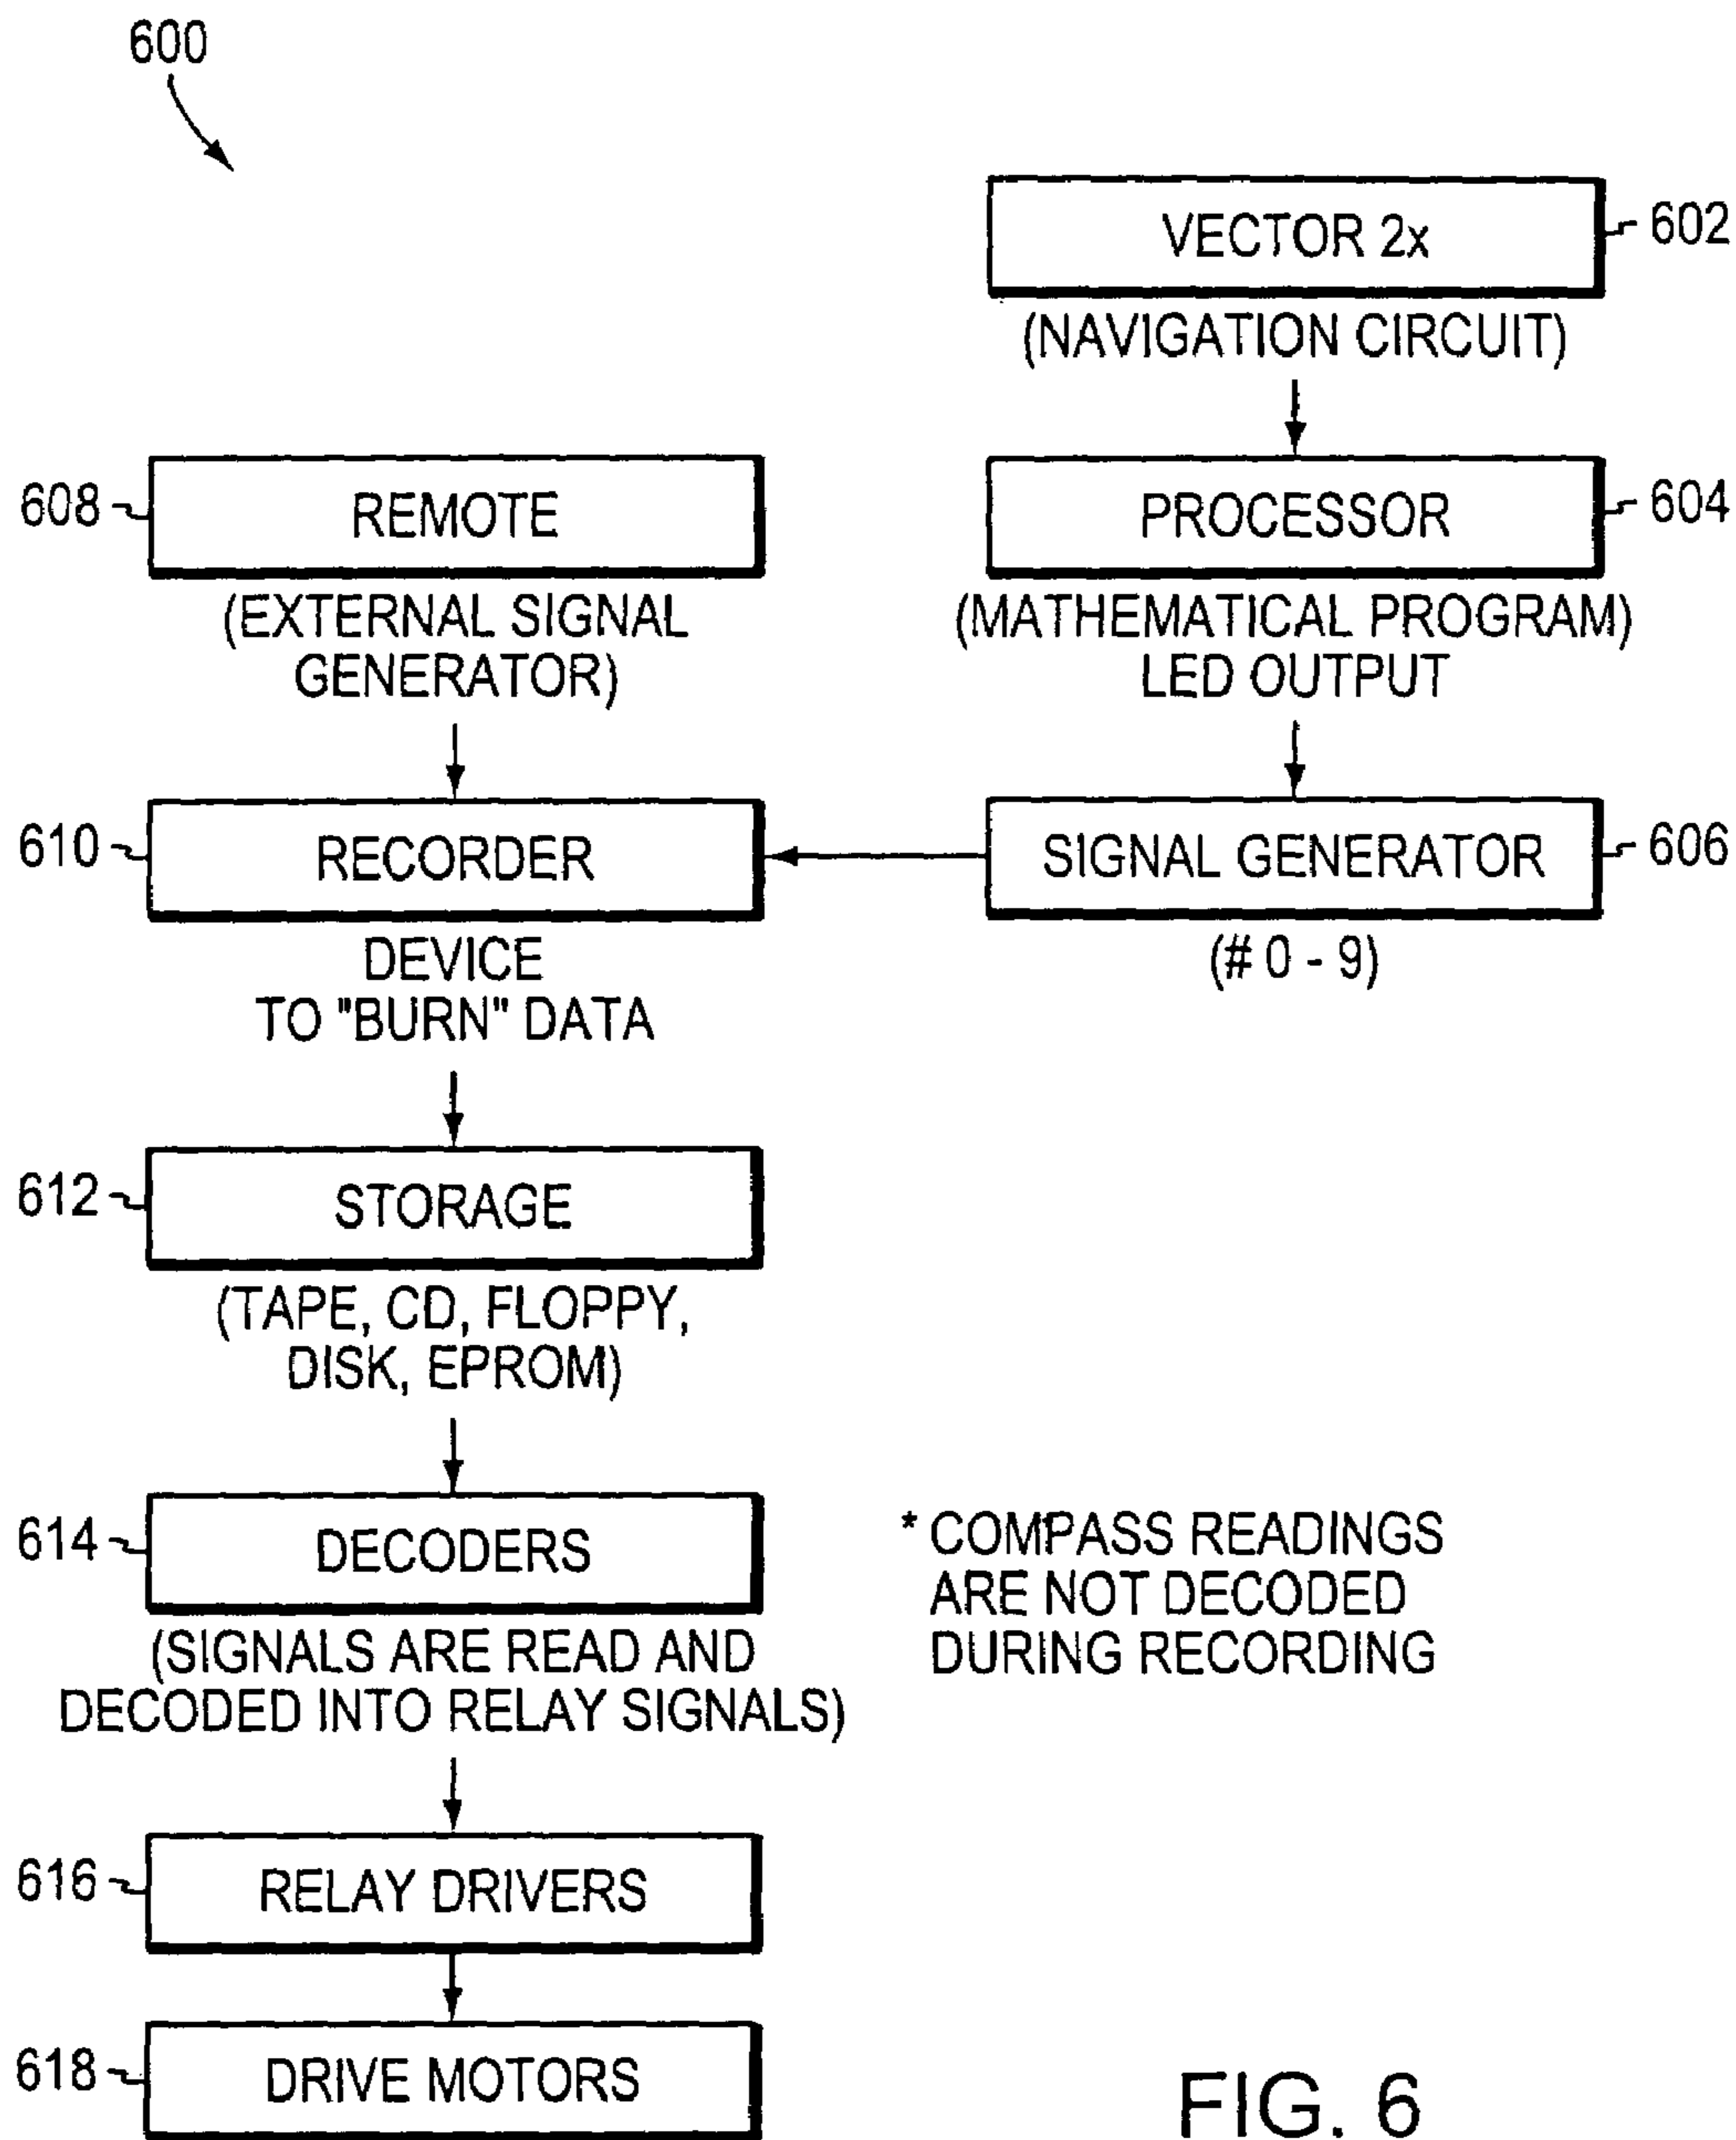 600
VECTOR 2x
602
(NAVIGATION CIRCUIT)
608
REMOTE
(EXTERNAL SIGNAL
GENERATOR)
PROCESSOR
604
(MATHEMATICAL PROGRAM)
LED OUTPUT
610
RECORDER
DEVICE
TO "BURN" DATA
SIGNAL GENERATOR
606
(# 0 - 9)
612
STORAGE
(TAPE, CD, FLOPPY,
DISK, EPROM)
614
DECODERS
(SIGNALS ARE READ AND
DECODED INTO RELAY SIGNALS)
* COMPASS READINGS
ARE NOT DECODED
DURING RECORDING
616
RELAY DRIVERS
618
DRIVE MOTORS
FIG. 6